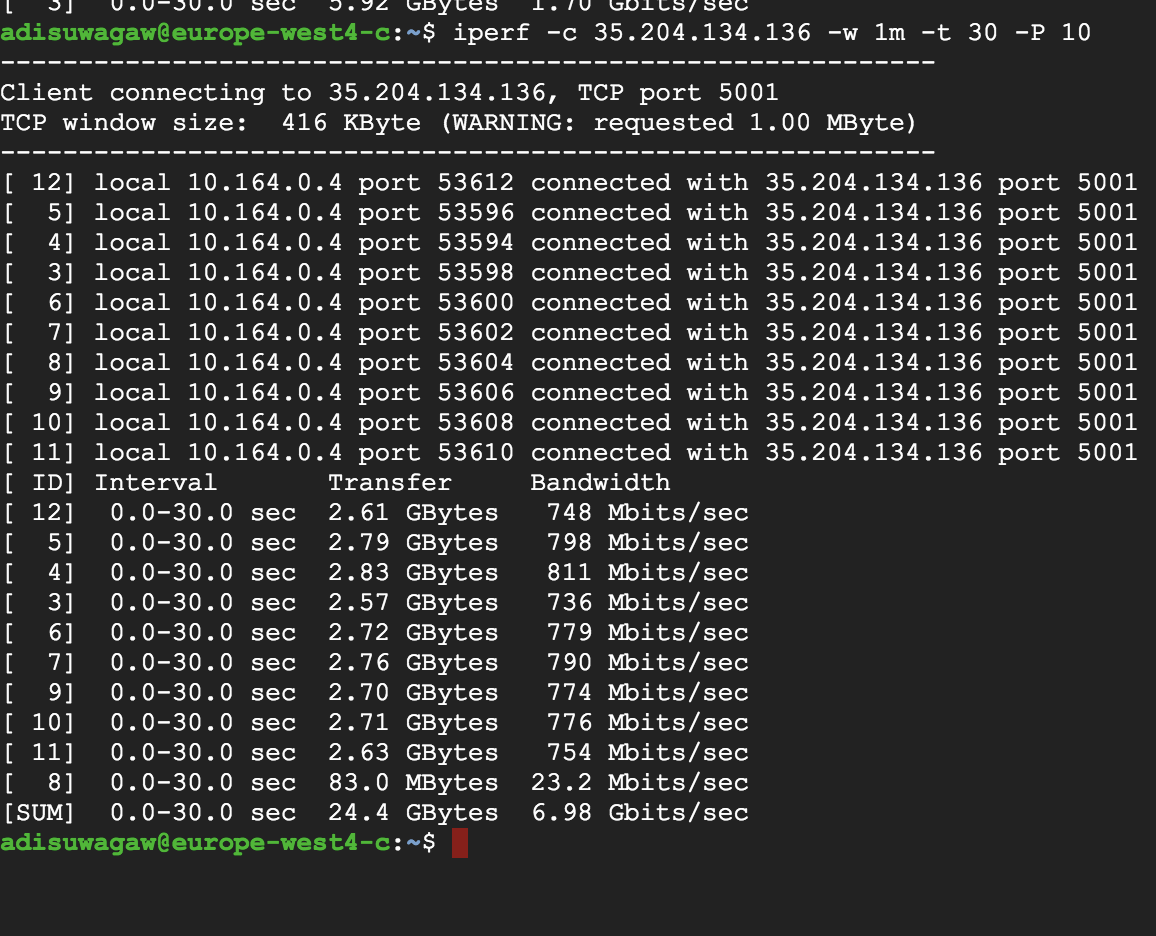 [  3]  0.0-30.0 sec  5.92 GBytes  1.70 Gbits/sec
adisuwagaw@europe-west4-c:~$ iperf -c 35.204.134.136 -w 1m -t 30 -P 10
------------------------------------------------------------
Client connecting to 35.204.134.136, TCP port 5001
TCP window size:  416 KByte (WARNING: requested 1.00 MByte)
------------------------------------------------------------
[ 12] local 10.164.0.4 port 53612 connected with 35.204.134.136 port 5001
[  5] local 10.164.0.4 port 53596 connected with 35.204.134.136 port 5001
[  4] local 10.164.0.4 port 53594 connected with 35.204.134.136 port 5001
[  3] local 10.164.0.4 port 53598 connected with 35.204.134.136 port 5001
[  6] local 10.164.0.4 port 53600 connected with 35.204.134.136 port 5001
[  7] local 10.164.0.4 port 53602 connected with 35.204.134.136 port 5001
[  8] local 10.164.0.4 port 53604 connected with 35.204.134.136 port 5001
[  9] local 10.164.0.4 port 53606 connected with 35.204.134.136 port 5001
[ 10] local 10.164.0.4 port 53608 connected with 35.204.134.136 port 5001
[ 11] local 10.164.0.4 port 53610 connected with 35.204.134.136 port 5001
[ ID] Interval       Transfer     Bandwidth
[ 12]  0.0-30.0 sec  2.61 GBytes   748 Mbits/sec
[  5]  0.0-30.0 sec  2.79 GBytes   798 Mbits/sec
[  4]  0.0-30.0 sec  2.83 GBytes   811 Mbits/sec
[  3]  0.0-30.0 sec  2.57 GBytes   736 Mbits/sec
[  6]  0.0-30.0 sec  2.72 GBytes   779 Mbits/sec
[  7]  0.0-30.0 sec  2.76 GBytes   790 Mbits/sec
[  9]  0.0-30.0 sec  2.70 GBytes   774 Mbits/sec
[ 10]  0.0-30.0 sec  2.71 GBytes   776 Mbits/sec
[ 11]  0.0-30.0 sec  2.63 GBytes   754 Mbits/sec
[  8]  0.0-30.0 sec  83.0 MBytes  23.2 Mbits/sec
[SUM]  0.0-30.0 sec  24.4 GBytes  6.98 Gbits/sec
adisuwagaw@europe-west4-c:~$